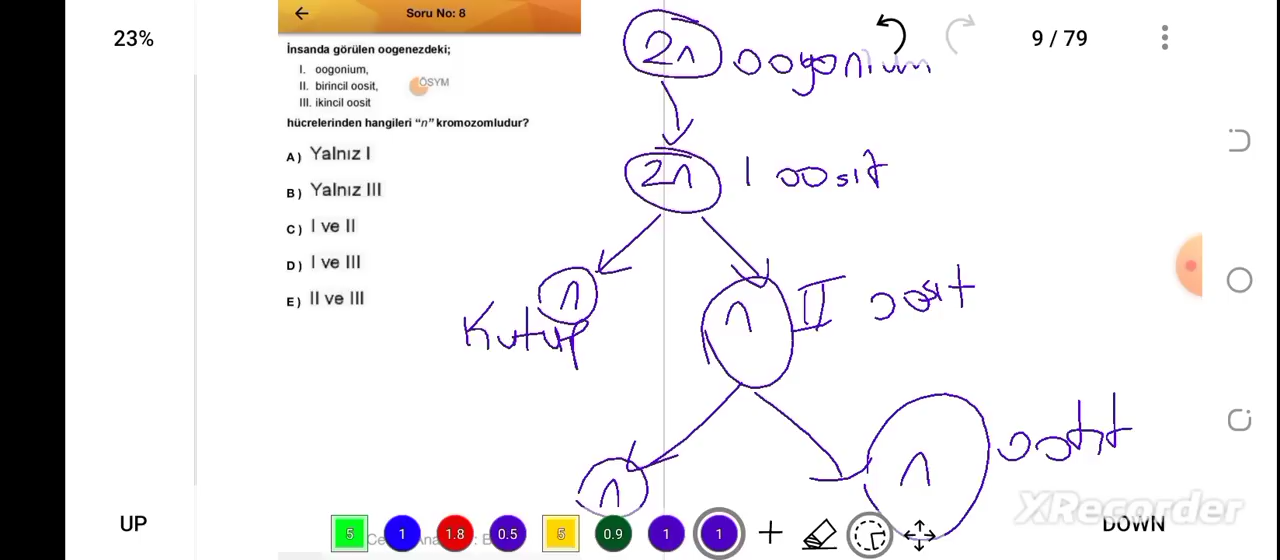 23%
Soru No: 8
9 / 79
İnsanda görülen oogenezdeki;
I. oogonium,
II. birincil oosit,
III. ikincil oosit
ÖSYM
hücrelerinden hangileri “n” kromozomludur?
A) Yalnız I
B) Yalnız III
C) I ve II
D) I ve III
E) II ve III
2n oogonium
2n I oosit
n
Kutup
n II oosit
n
n ootit
5
1
1.8
0.5
5
0.9
1
1
UP
DOWN
XRecorder